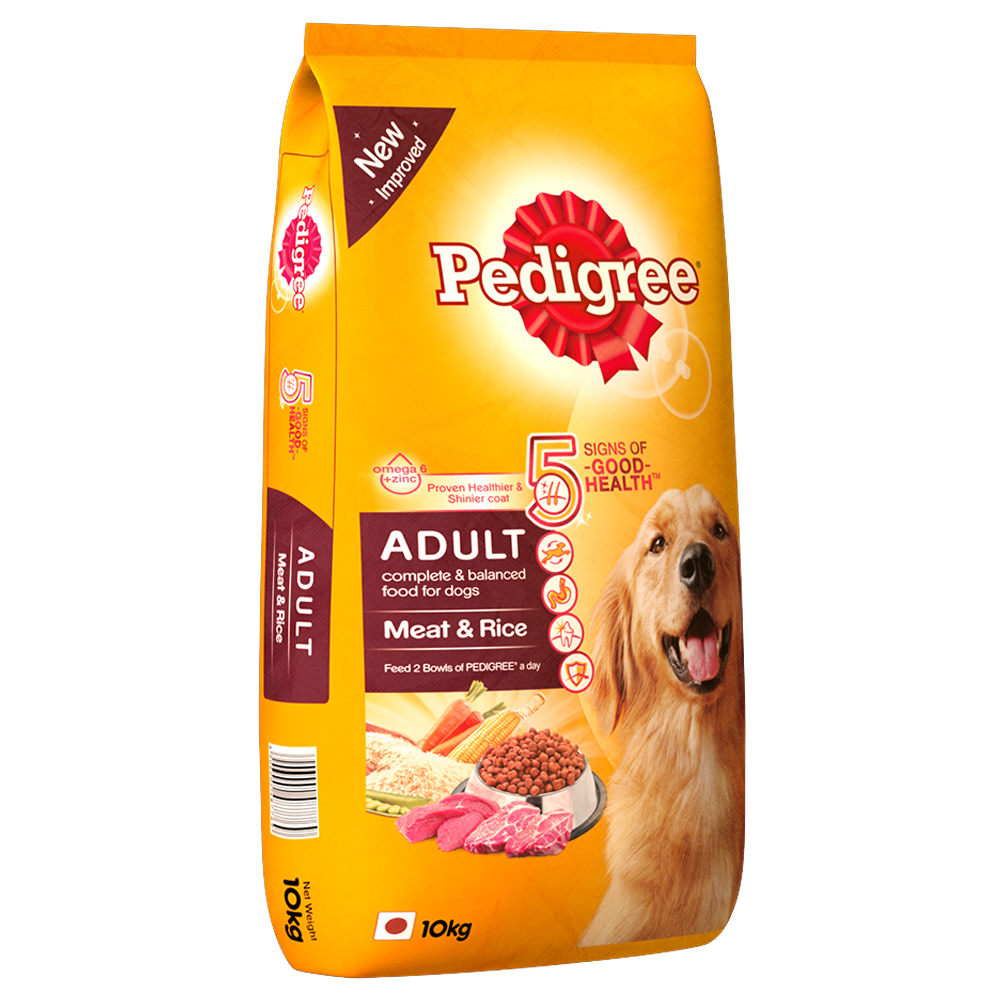 New
Improved
Pedigree®
omega 6
+zinc
Proven Healthier &
Shinier coat
5
SIGNS OF
-GOOD-
HEALTH™
ADULT
complete & balanced
food for dogs
Meat & Rice
Feed 2 Bowls of PEDIGREE® a day
10kg
Pedigree
5
SIGNS OF
-GOOD-
HEALTH™
ADULT
Meat & Rice
Net Weight
10kg